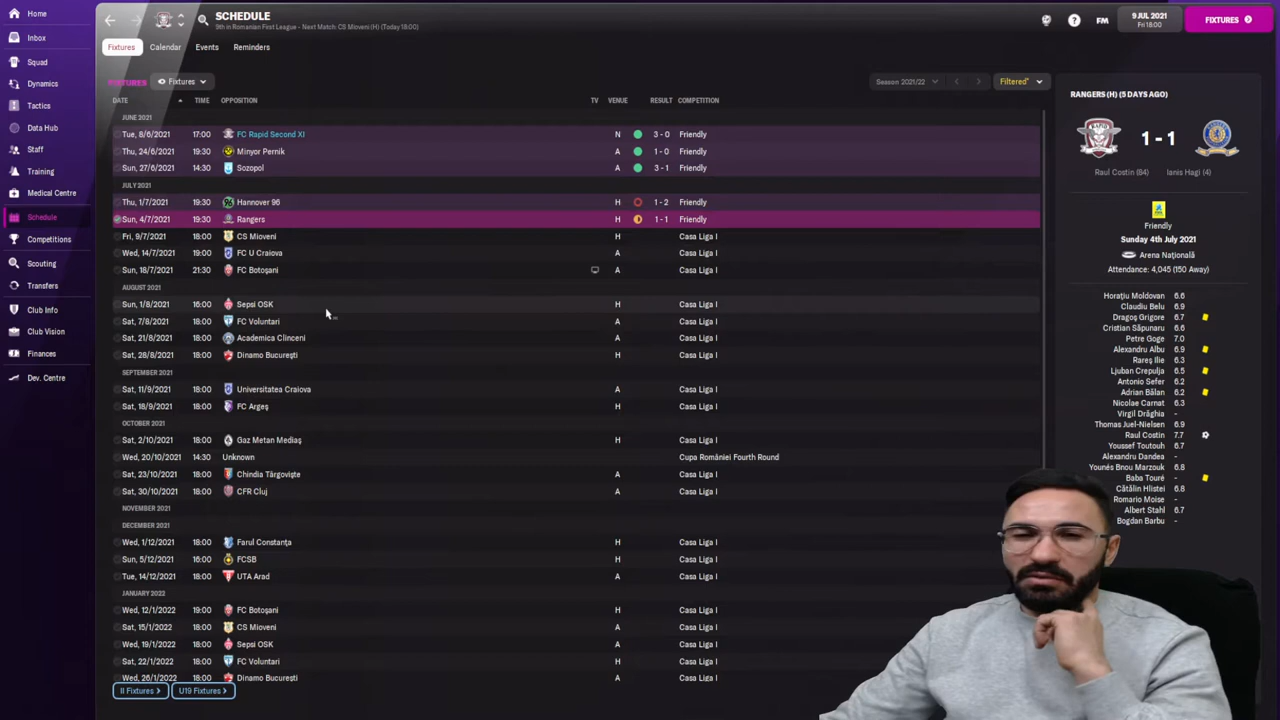 Home
Inbox
Squad
Dynamics
Tactics
Data Hub
Staff
Training
Medical Centre
Schedule
Competitions
Scouting
Transfers
Club Info
Club Vision
Finances
Dev. Centre
SCHEDULE
9th in Romanian First League - Next Match: CS Mioveni (H) (Today 18:00)
? FM 9 JUL 2021 Fri 18:00 FIXTURES
Fixtures Calendar Events Reminders
FIXTURES Fixtures Season 2021/22 Filtered*
DATE TIME OPPOSITION TV VENUE RESULT COMPETITION
JUNE 2021
Tue, 8/6/2021 17:00 FC Rapid Second XI N 3 - 0 Friendly
Thu, 24/6/2021 19:30 Minyor Pernik A 1 - 0 Friendly
Sun, 27/6/2021 14:30 Sozopol A 3 - 1 Friendly
JULY 2021
Thu, 1/7/2021 19:30 Hannover 96 H 1 - 2 Friendly
Sun, 4/7/2021 19:30 Rangers H 1 - 1 Friendly
Fri, 9/7/2021 18:00 CS Mioveni H Casa Liga I
Wed, 14/7/2021 19:00 FC U Craiova A Casa Liga I
Sun, 18/7/2021 21:30 FC Botoşani A Casa Liga I
AUGUST 2021
Sun, 1/8/2021 16:00 Sepsi OSK H Casa Liga I
Sat, 7/8/2021 18:00 FC Voluntari A Casa Liga I
Sat, 21/8/2021 18:00 Academica Clinceni A Casa Liga I
Sat, 28/8/2021 18:00 Dinamo Bucureşti H Casa Liga I
SEPTEMBER 2021
Sat, 11/9/2021 18:00 Universitatea Craiova A Casa Liga I
Sat, 18/9/2021 18:00 FC Argeş H Casa Liga I
OCTOBER 2021
Sat, 2/10/2021 18:00 Gaz Metan Mediaş H Casa Liga I
Wed, 20/10/2021 14:30 Unknown Cupa României Fourth Round
Sat, 23/10/2021 18:00 Chindia Târgovişte A Casa Liga I
Sat, 30/10/2021 18:00 CFR Cluj A Casa Liga I
NOVEMBER 2021
DECEMBER 2021
Wed, 1/12/2021 18:00 Farul Constanţa H Casa Liga I
Sun, 5/12/2021 16:00 FCSB H Casa Liga I
Tue, 14/12/2021 18:00 UTA Arad A Casa Liga I
JANUARY 2022
Wed, 12/1/2022 19:00 FC Botoşani H Casa Liga I
Sat, 15/1/2022 18:00 CS Mioveni A Casa Liga I
Wed, 19/1/2022 18:00 Sepsi OSK A Casa Liga I
Sat, 22/1/2022 18:00 FC Voluntari H Casa Liga I
Wed, 26/1/2022 18:00 Dinamo Bucureşti A Casa Liga I
II Fixtures U19 Fixtures
RANGERS (H) (5 DAYS AGO)
1 - 1
Raul Costin (84) Ianis Hagi (4)
Friendly
Sunday 4th July 2021
Arena Naţională
Attendance: 4,045 (150 Away)
Horaţiu Moldovan 6.6
Claudiu Belu 6.9
Dragoş Grigore 6.7
Cristian Săpunaru 6.6
Petre Goge 7.0
Alexandru Albu 6.9
Rareş Ilie 6.3
Ljuban Crepulja 6.5
Antonio Sefer 6.2
Adrian Bălan 6.2
Nicolae Carnat 6.3
Virgil Drăghia -
Thomas Juel-Nielsen 6.9
Raul Costin 7.7
Youssef Toutouh 6.7
Alexandru Dandea -
Younés Bnou Marzouk 6.8
Baba Touré -
Cătălin Hlistei 6.8
Romario Moise -
Albert Stahl 6.7
Bogdan Barbu -